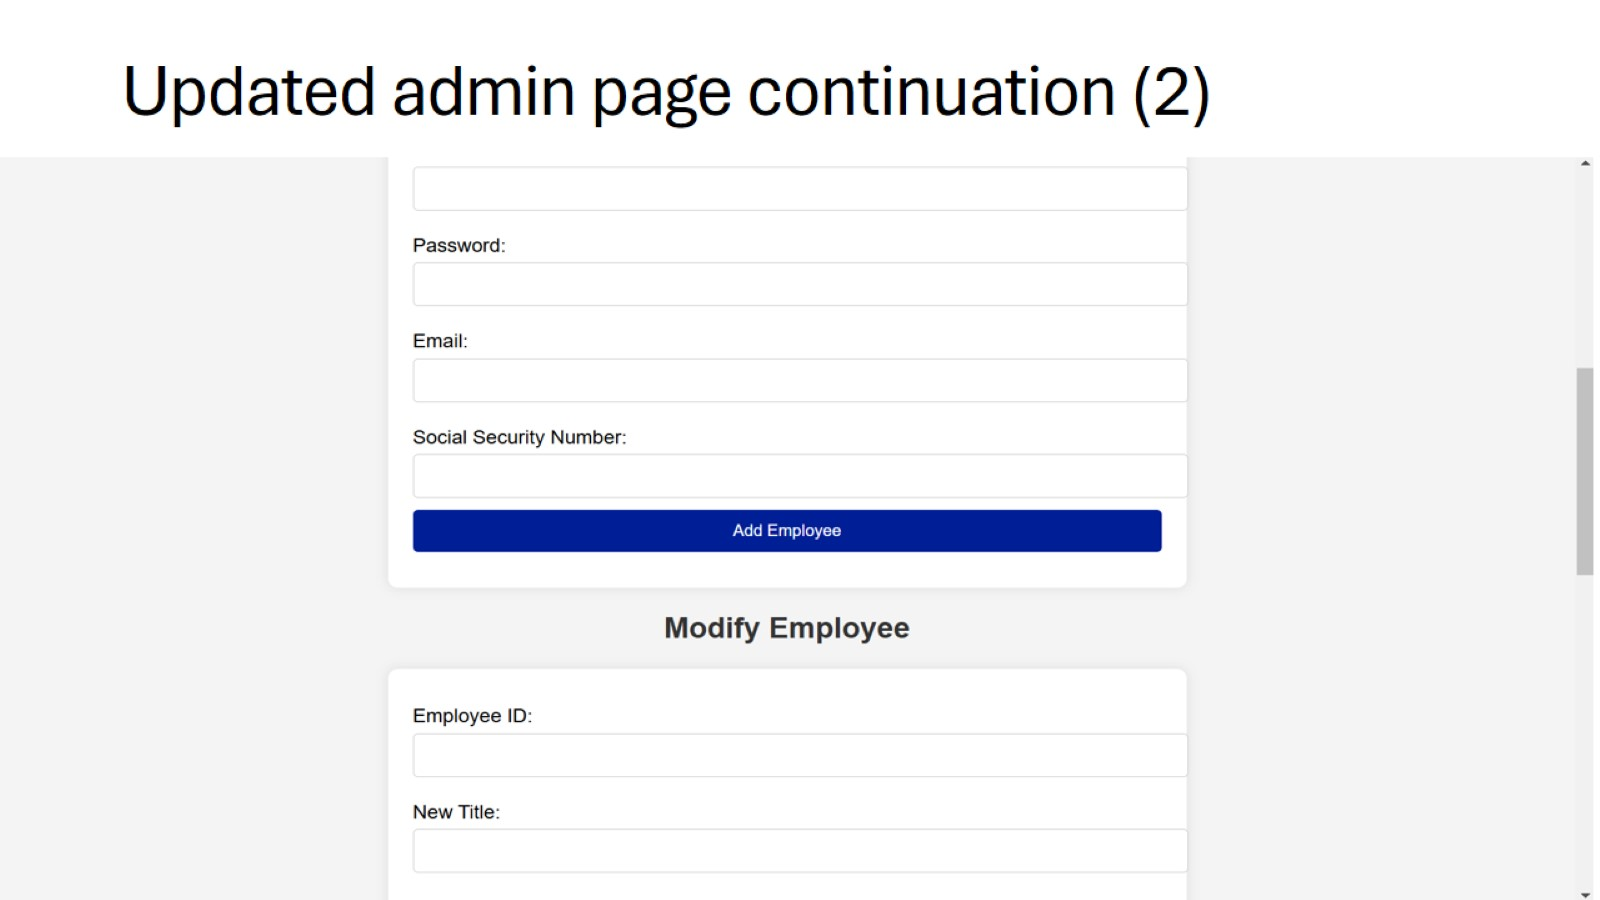 Updated admin page continuation (2)
Password:
Email:
Social Security Number:
Add Employee
Modify Employee
Employee ID:
New Title: